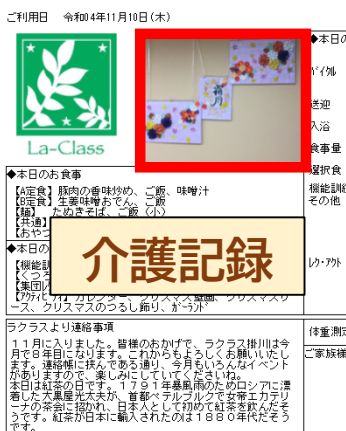 ご利用日 令和04年11月10日(木)
La-Class
◆本日のお食事
【A定食】豚肉の香味炒め、ご飯、味噌汁
【B定食】生姜味噌おでん、ご飯
【麺】 たぬきそば、ご飯(小)
【共通】
【おやつ
◆本日の
【機能訓
【くつろ
【集団レ
介護記録
ース、クリスマスのつるし飾り、ガーランド
ラクラスより連絡事項
11月に入りました。皆様のおかげで、ラクラス掛川は今
月で8年目になります。これからもよろしくお願いいたし
ます。連絡帳に挟んである通り、今月もいろんなイベント
がありますので、楽しみにしていてくださいね。
本日は紅茶の日です。1791年暴風雨のためロシアに漂
着した大黒屋光太夫が、首都ペテルブルクで女帝エカテリ
ーナの茶会に招かれ、日本人として初めて紅茶を飲んだそ
うです。紅茶が日本に輸入されたのは1880年代だそう
です。
◆本日の
バイタル
送迎
入浴
食事量
選択食
機能訓練
その他
レク・アクト
体重測定
ご家族様